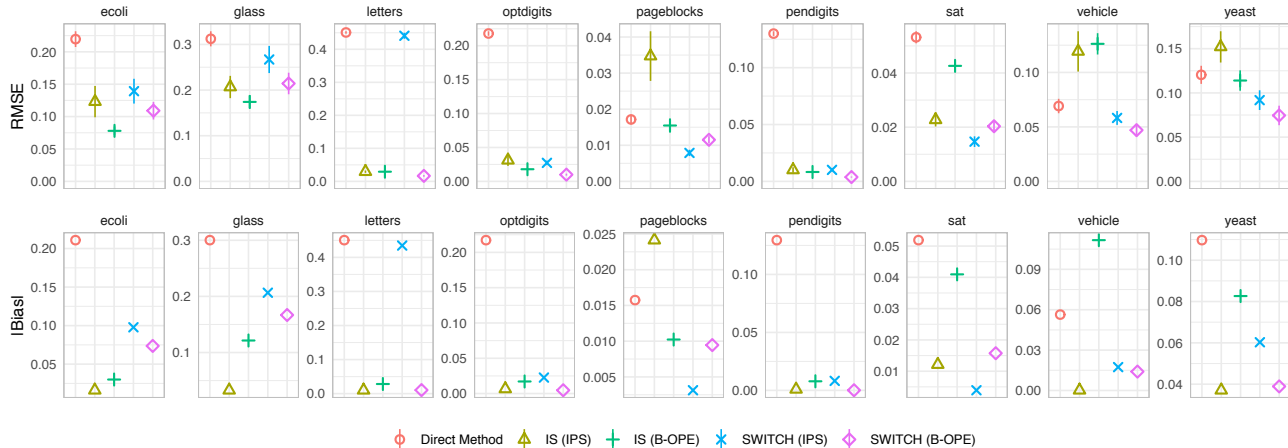 ecoli glass letters optdigits pageblocks pendigits sat vehicle yeast
RMSE
0.20 0.15 0.10 0.05 0.00
0.3 0.2 0.1 0.0
0.4 0.3 0.2 0.1 0.0
0.20 0.15 0.10 0.05 0.00
0.04 0.03 0.02 0.01 0.00
0.10 0.05 0.00
0.04 0.02 0.00
0.10 0.05 0.00
0.15 0.10 0.05 0.00
ecoli glass letters optdigits pageblocks pendigits sat vehicle yeast
|Bias|
0.20 0.15 0.10 0.05
0.3 0.2 0.1
0.4 0.3 0.2 0.1 0.0
0.20 0.15 0.10 0.05 0.00
0.025 0.020 0.015 0.010 0.005
0.10 0.05 0.00
0.05 0.04 0.03 0.02 0.01
0.09 0.06 0.03 0.00
0.10 0.08 0.06 0.04
Direct Method IS (IPS) IS (B-OPE) SWITCH (IPS) SWITCH (B-OPE)